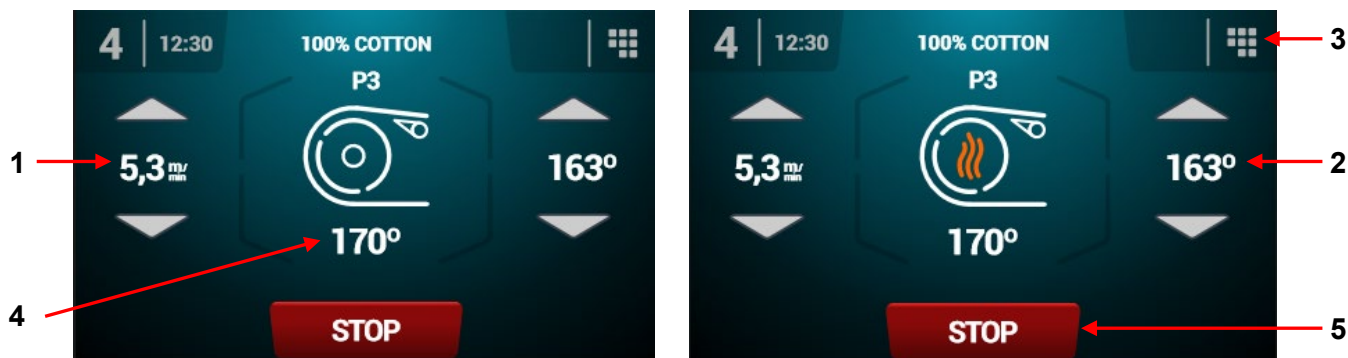 4 12:30 100% COTTON
P3
5,3 m/min 163º
170º
STOP
4 12:30 100% COTTON
P3
5,3 m/min 163º
170º
STOP
1
4
3
2
5